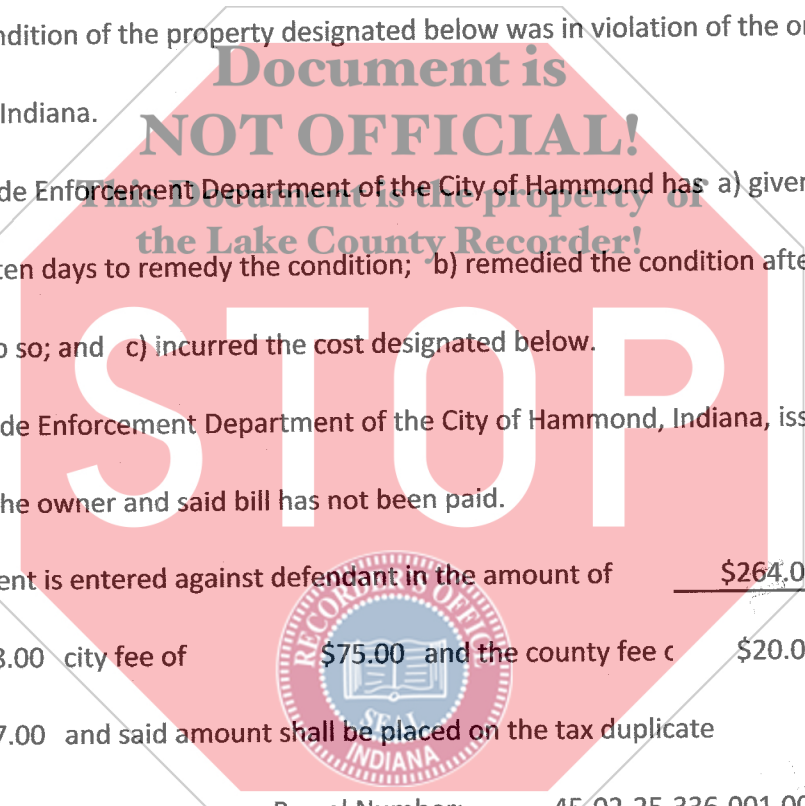 ndition of the property designated below was in violation of the or
Document is
Indiana.
NOT OFFICIAL!
de Enforcement Department of the City of Hammond has a) given
This Document is the property of
the Lake County Recorder!
ten days to remedy the condition; b) remedied the condition afte
o so; and c) incurred the cost designated below.
STOP
de Enforcement Department of the City of Hammond, Indiana, iss
he owner and said bill has not been paid.
ent is entered against defendant in the amount of $264.0
RECORDER'S OFFICE
3.00 city fee of $75.00 and the county fee $20.0
SEAL
7.00 and said amount shall be placed on the tax duplicate
INDIANA
Parcel Number: